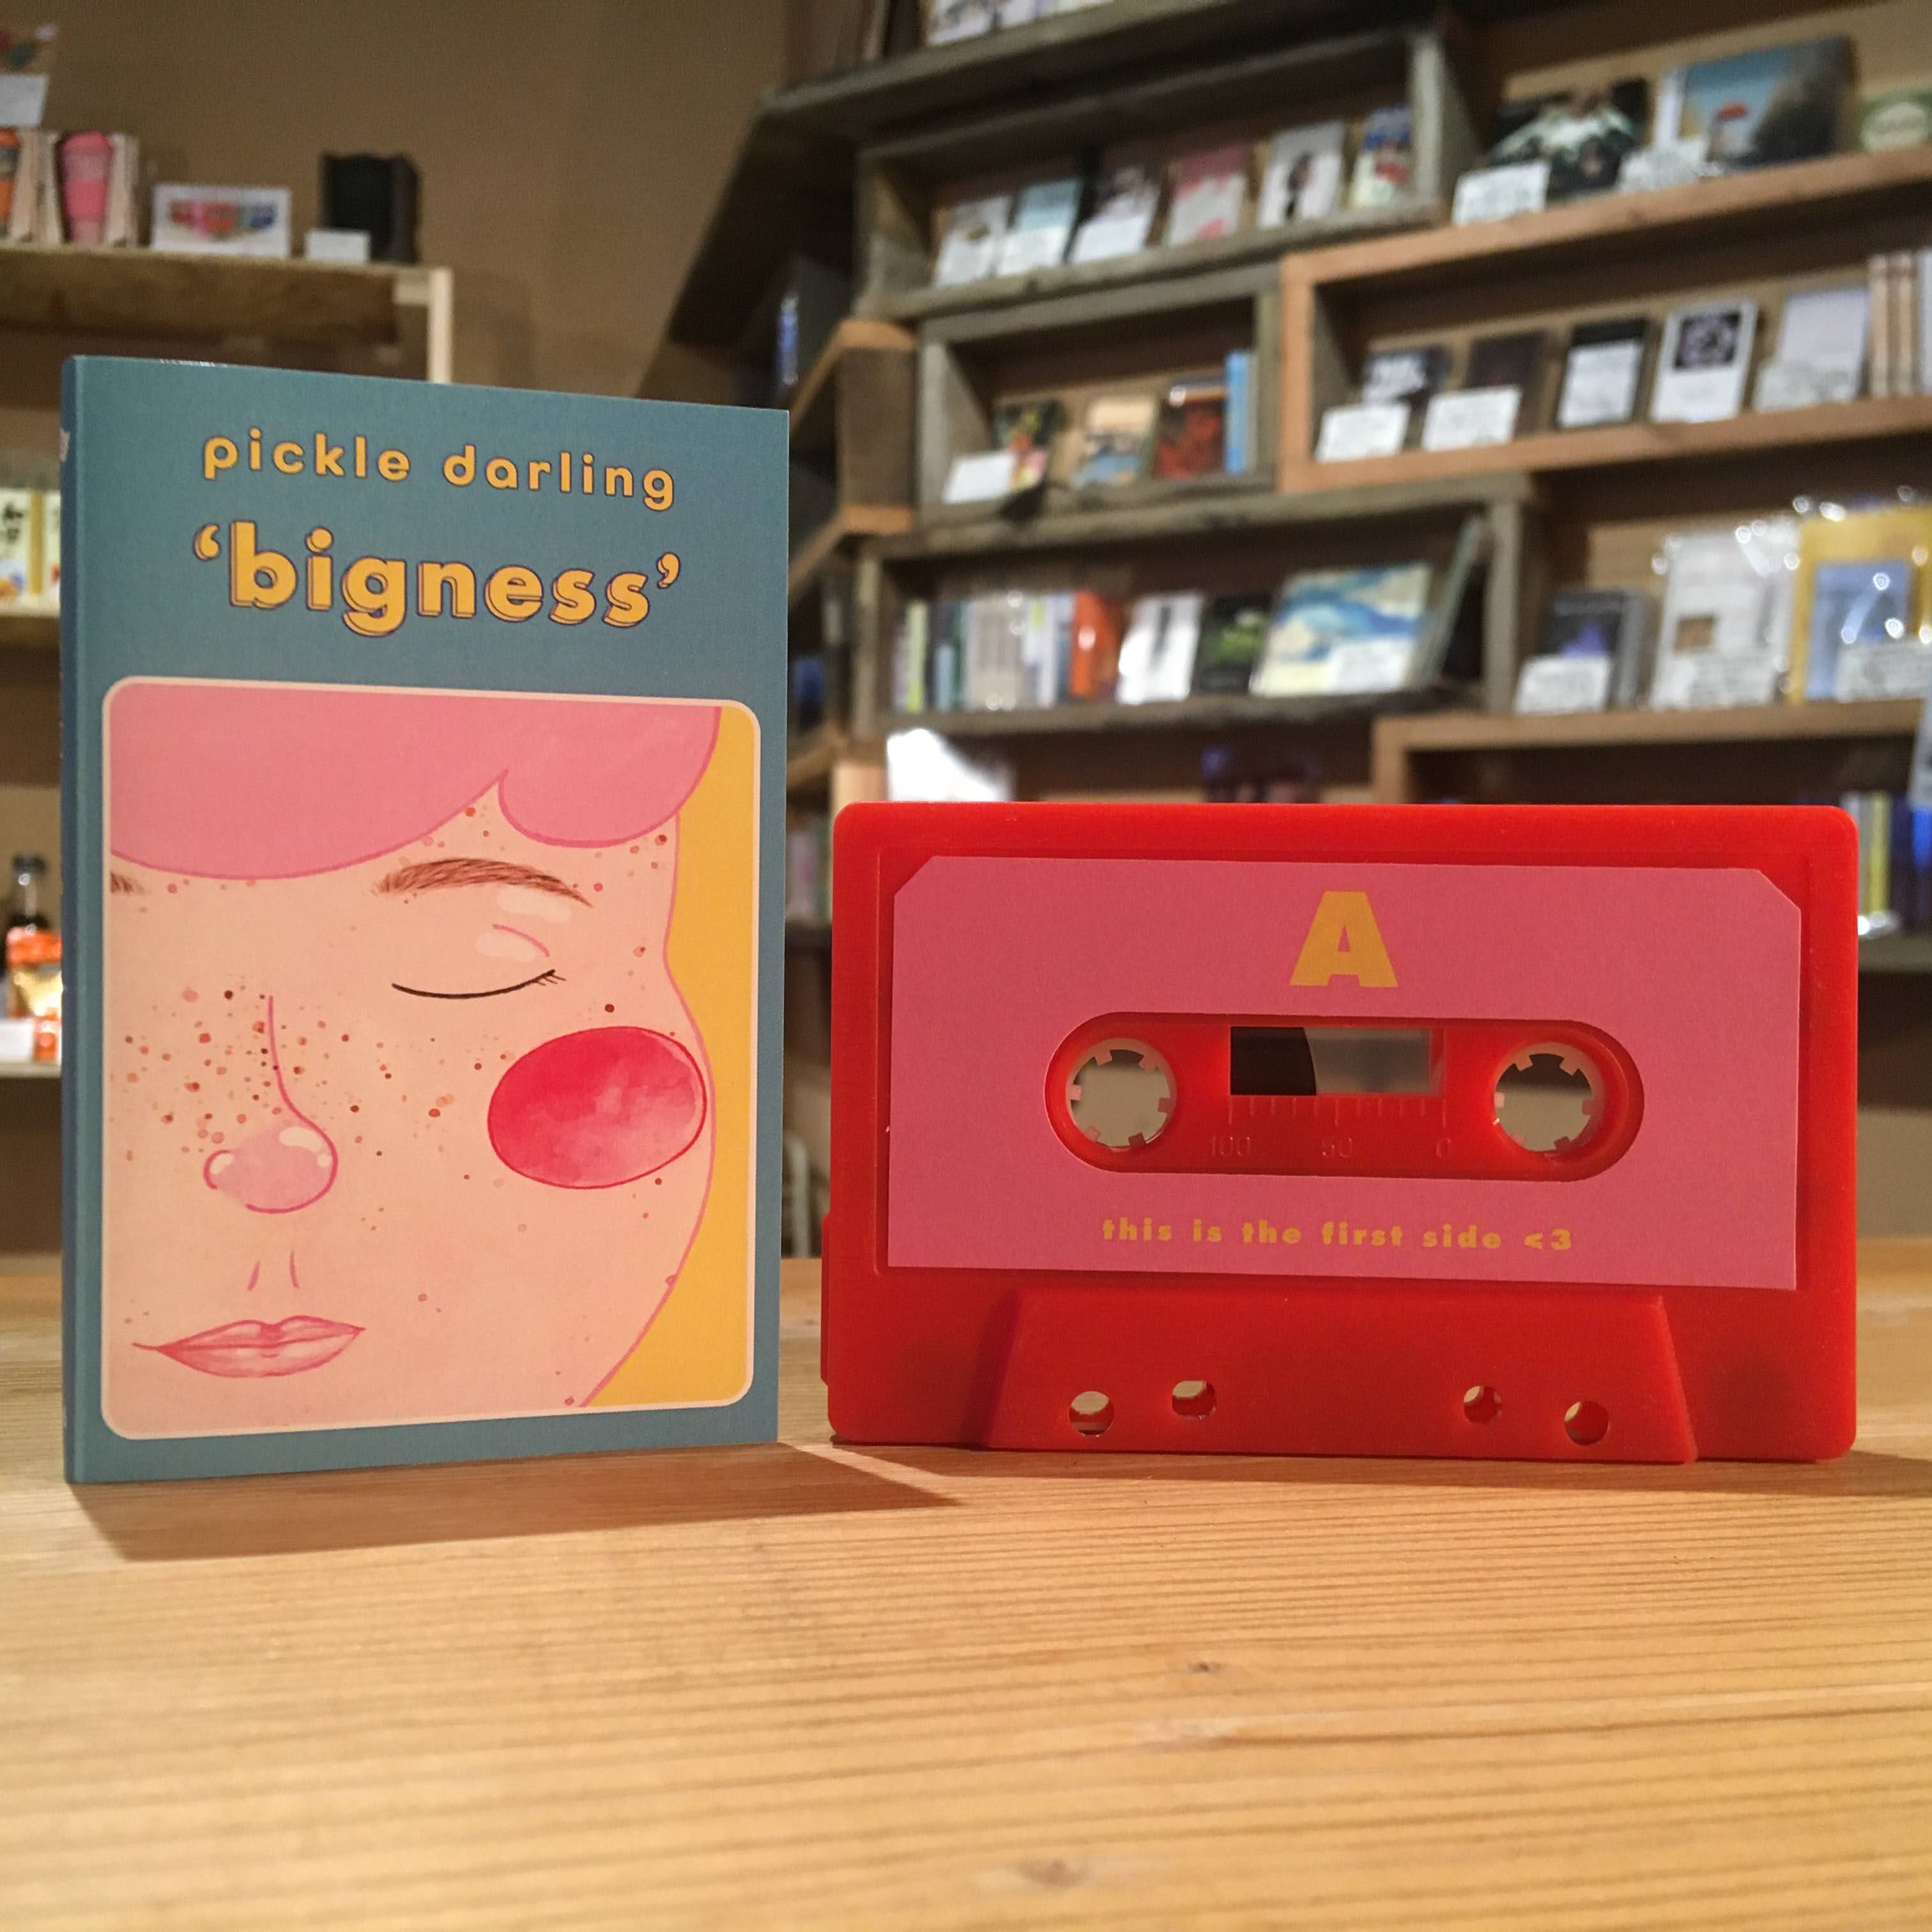 pickle darling
‘bigness’
A
100 50 0
this is the first side <3